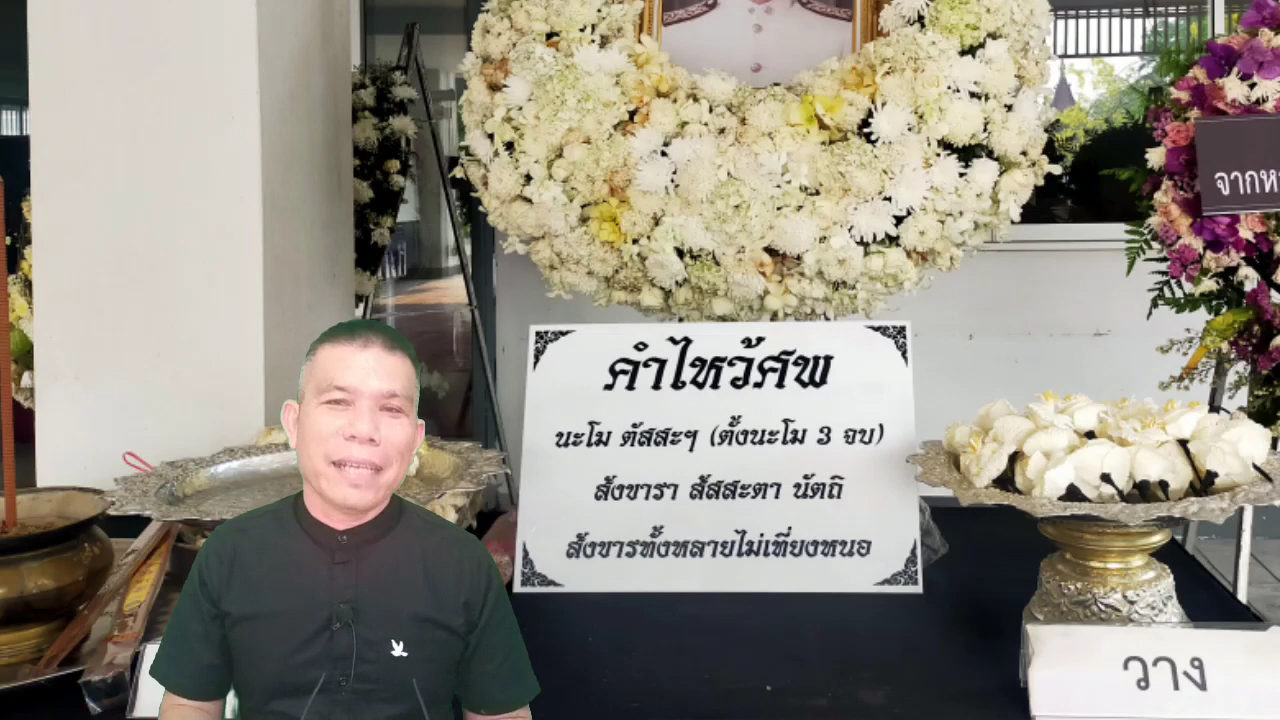 คำไหว้ศพ
นะโม ตัสสะฯ (ตั้งนะโม 3 จบ)
สังขารา สัสสะตา นัตถิ
สังขารทั้งหลายไม่เที่ยงหนอ
จากห
วาง